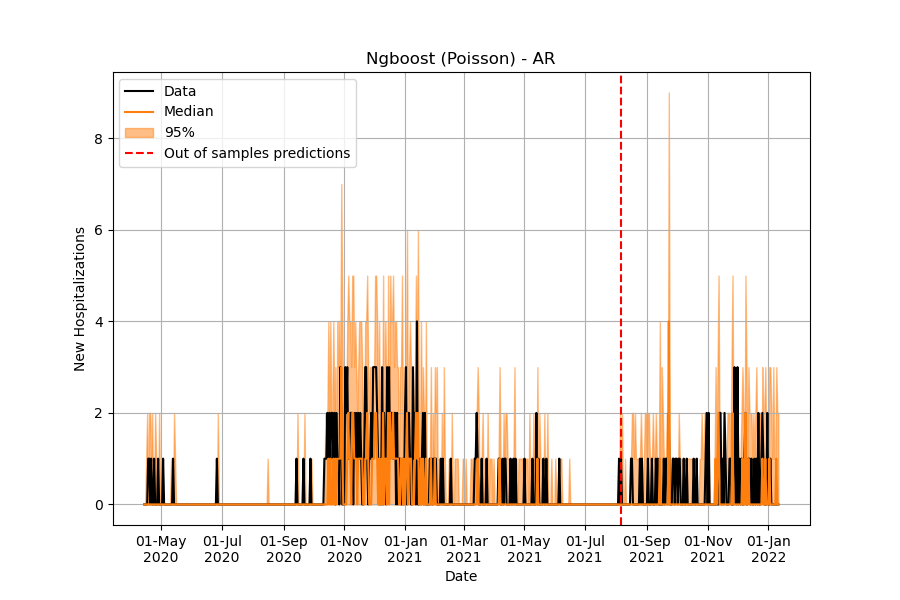 Ngboost (Poisson) - AR
Data
Median
95%
Out of samples predictions
New Hospitalizations
8
6
4
2
0
01-May 2020
01-Jul 2020
01-Sep 2020
01-Nov 2020
01-Jan 2021
01-Mar 2021
01-May 2021
01-Jul 2021
01-Sep 2021
01-Nov 2021
01-Jan 2022
Date